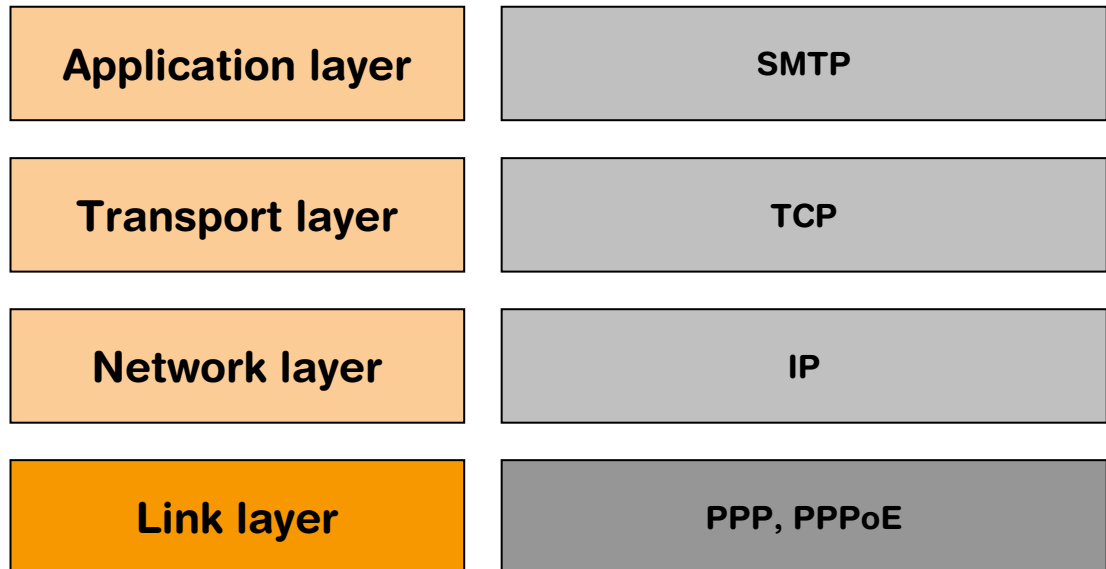 Application layer
SMTP
Transport layer
TCP
Network layer
IP
Link layer
PPP, PPPoE